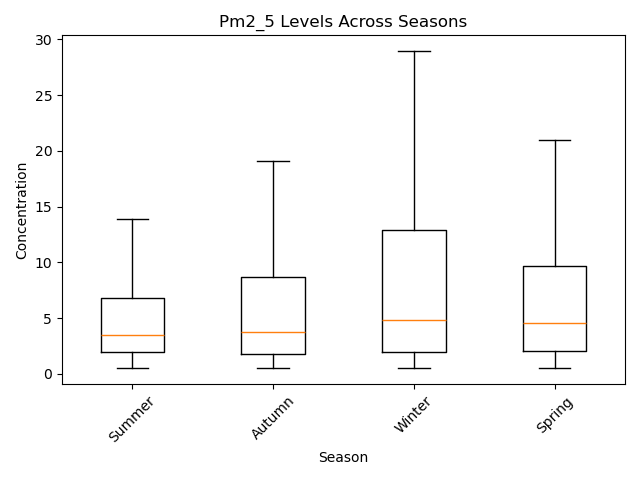 Pm2_5 Levels Across Seasons
30
25
20
15
10
5
0
Concentration
Summer
Autumn
Winter
Spring
Season